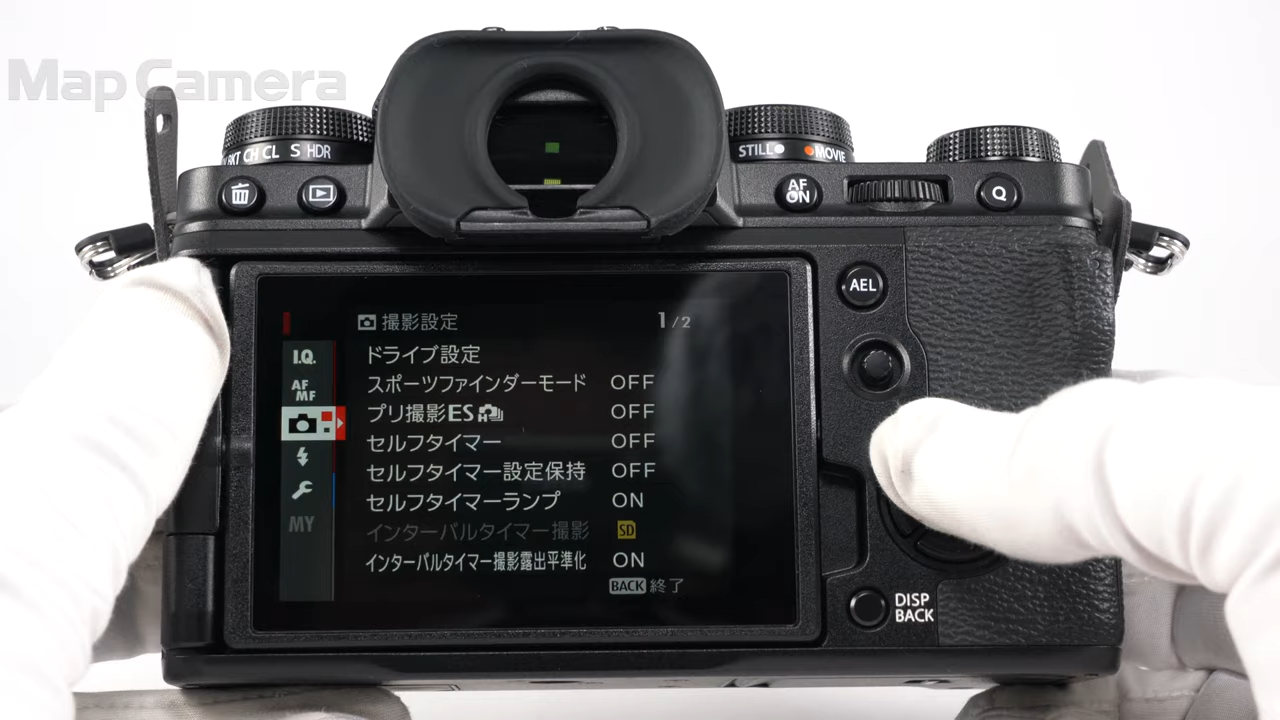 Map Camera
BKT CH CL S HDR
STILL MOVIE
AF ON
Q
AEL
撮影設定 1/2
I.Q.
AF MF
MY
ドライブ設定
スポーツファインダーモード OFF
プリ撮影ES OFF
セルフタイマー OFF
セルフタイマー設定保持 OFF
セルフタイマーランプ ON
インターバルタイマー撮影 SD
インターバルタイマー撮影露出平準化 ON
BACK 終了
DISP
BACK